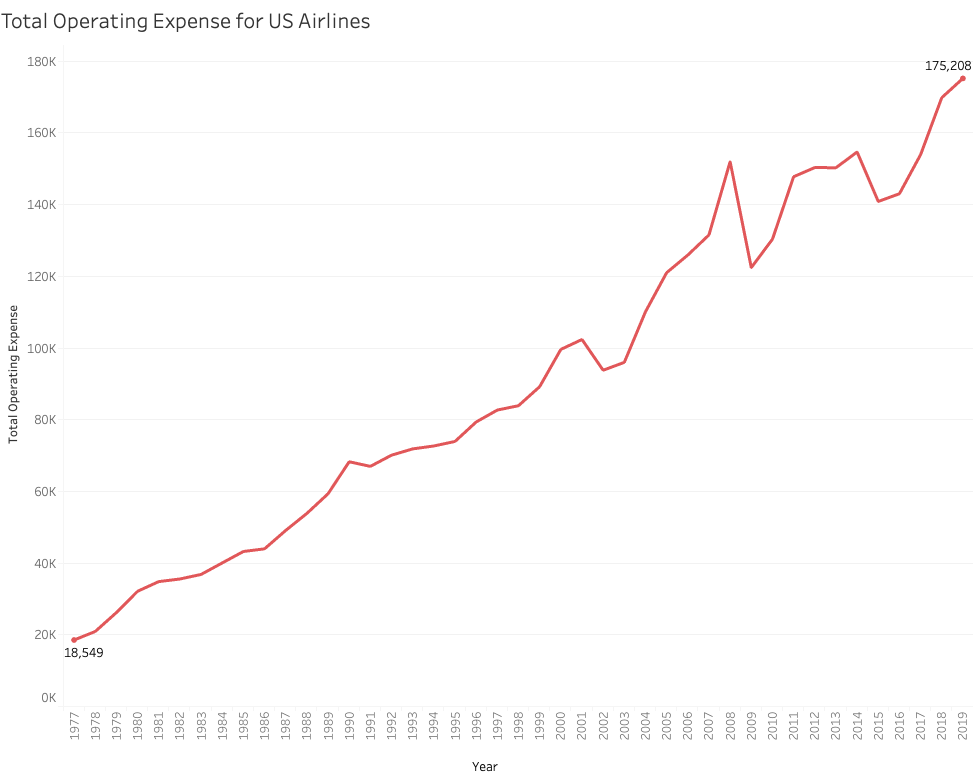 Total Operating Expense for US Airlines
180K
175,208
160K
140K
120K
100K
80K
60K
40K
20K
18,549
0K
Total Operating Expense
1977 1978 1979 1980 1981 1982 1983 1984 1985 1986 1987 1988 1989 1990 1991 1992 1993 1994 1995 1996 1997 1998 1999 2000 2001 2002 2003 2004 2005 2006 2007 2008 2009 2010 2011 2012 2013 2014 2015 2016 2017 2018 2019
Year